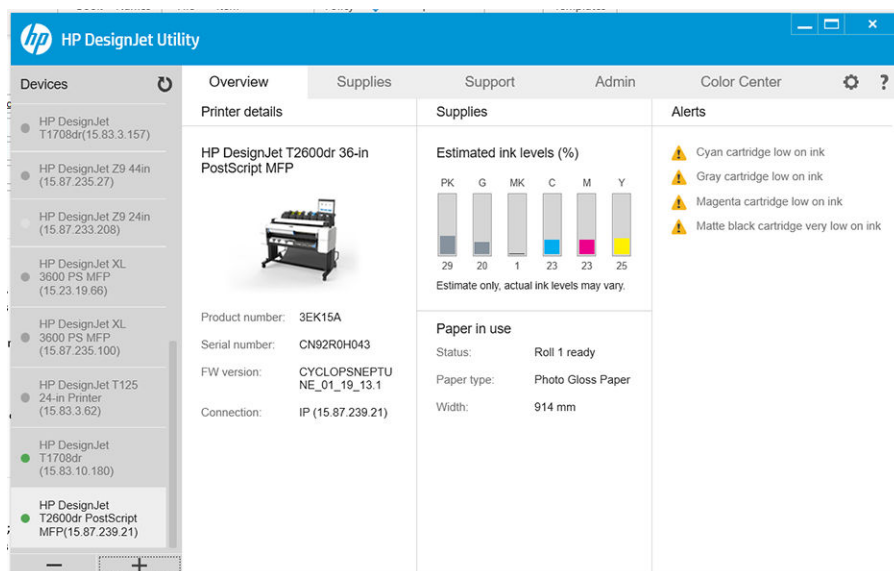 hp
HP DesignJet Utility
Devices
Overview
Supplies
Support
Admin
Color Center
?
HP DesignJet
T1708dr(15.83.3.157)
HP DesignJet Z9 44in
(15.87.235.27)
HP DesignJet Z9 24in
(15.87.233.208)
HP DesignJet XL
3600 PS MFP
(15.23.19.66)
HP DesignJet XL
3600 PS MFP
(15.87.235.100)
HP DesignJet T125
24-in Printer
(15.83.3.62)
HP DesignJet
T1708dr
(15.83.10.180)
HP DesignJet
T2600dr PostScript
MFP(15.87.239.21)
Printer details
HP DesignJet T2600dr 36-in
PostScript MFP
Product number: 3EK15A
Serial number: CN92R0H043
FW version: CYCLOPSNEPTU
NE_01_19_13.1
Connection: IP (15.87.239.21)
Supplies
Estimated ink levels (%)
PK G MK C M Y
29 20 1 23 23 25
Estimate only, actual ink levels may vary.
Paper in use
Status: Roll 1 ready
Paper type: Photo Gloss Paper
Width: 914 mm
Alerts
Cyan cartridge low on ink
Gray cartridge low on ink
Magenta cartridge low on ink
Matte black cartridge very low on ink